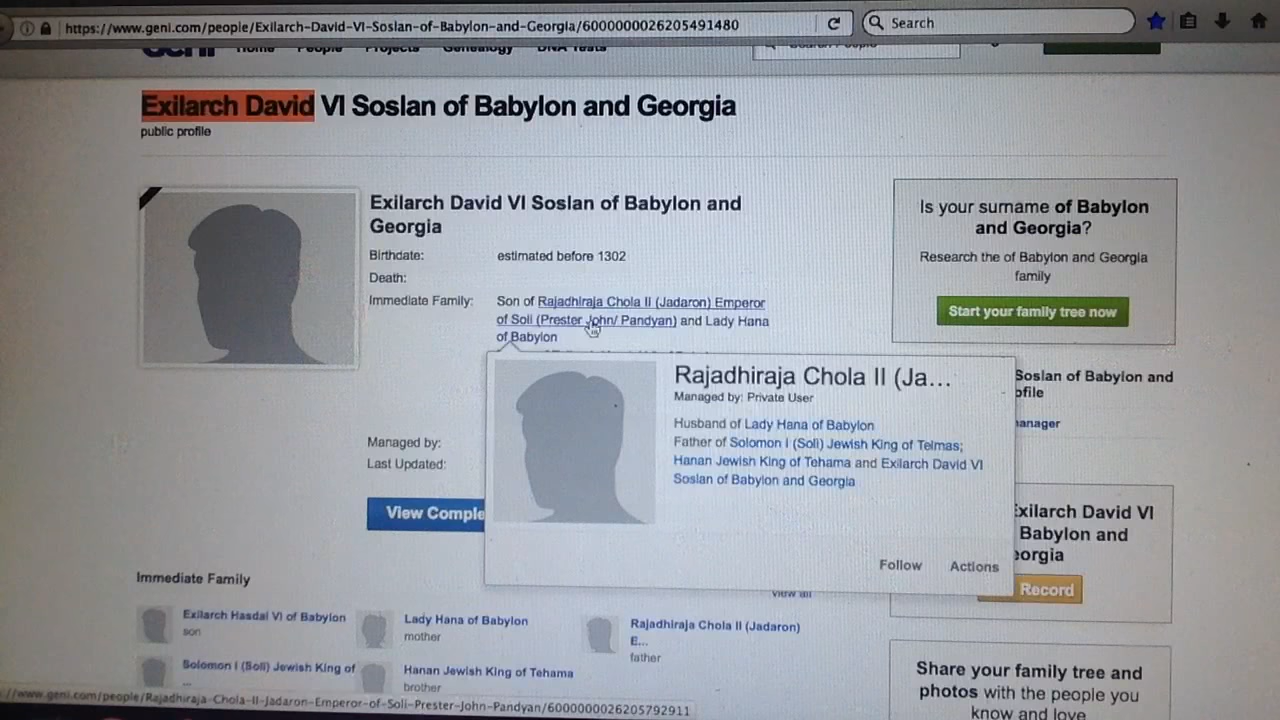 https://www.geni.com/people/Exilarch-David-VI-Soslan-of-Babylon-and-Georgia/6000000026205491480
Search
Geni Home People Projects Genealogy DNA Tests
Exilarch David VI Soslan of Babylon and Georgia
public profile
Exilarch David VI Soslan of Babylon and
Georgia
Birthdate: estimated before 1302
Death:
Immediate Family: Son of Rajadhiraja Chola II (Jadaron) Emperor
of Soli (Prester John/ Pandyan) and Lady Hana
of Babylon
Rajadhiraja Chola II (Ja...
Managed by: Private User
Husband of Lady Hana of Babylon
Father of Solomon I (Soli) Jewish King of Telmas;
Hanan Jewish King of Tehama and Exilarch David VI
Soslan of Babylon and Georgia
Follow Actions
Managed by:
Last Updated:
View Comple
Is your surname of Babylon
and Georgia?
Research the of Babylon and Georgia
family
Start your family tree now
Soslan of Babylon and
ofile
anager
Exilarch David VI
Babylon and
eorgia
Record
Immediate Family
view all
Exilarch Hasdai VI of Babylon
son
Lady Hana of Babylon
mother
Rajadhiraja Chola II (Jadaron)
E...
father
Solomon I (Soli) Jewish King of
...
Hanan Jewish King of Tehama
brother
Share your family tree and
photos with the people you
know and love
://www.geni.com/people/Rajadhiraja-Chola-II-Jadaron-Emperor-of-Soli-Prester-John-Pandyan/6000000026205792911